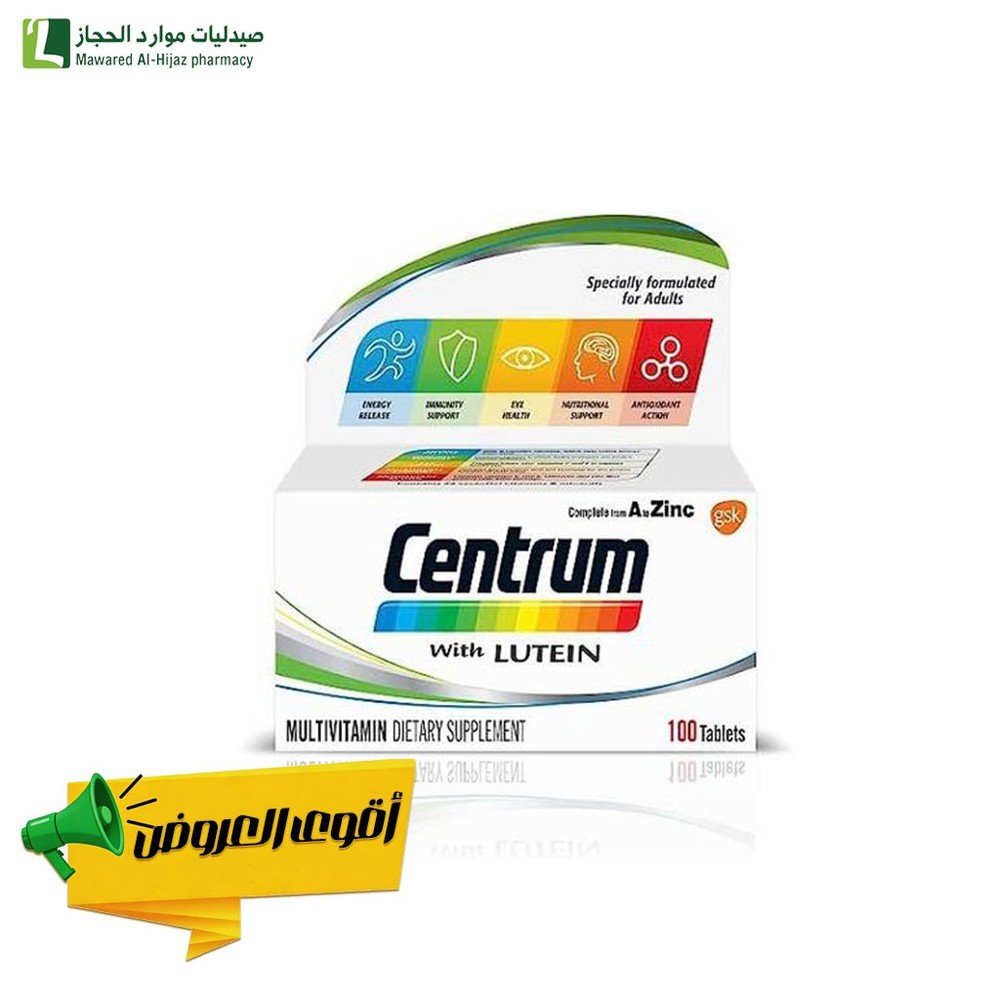 صيدليات موارد الحجاز
Mawared Al-Hijaz pharmacy
Specially formulated
for Adults
ENERGY RELEASE
IMMUNITY SUPPORT
EYE HEALTH
NUTRITIONAL SUPPORT
ANTIOXIDANT ACTION
Complete from A to Zinc
gsk
Centrum
With LUTEIN
MULTIVITAMIN DIETARY SUPPLEMENT
100 Tablets
أقوى العروض